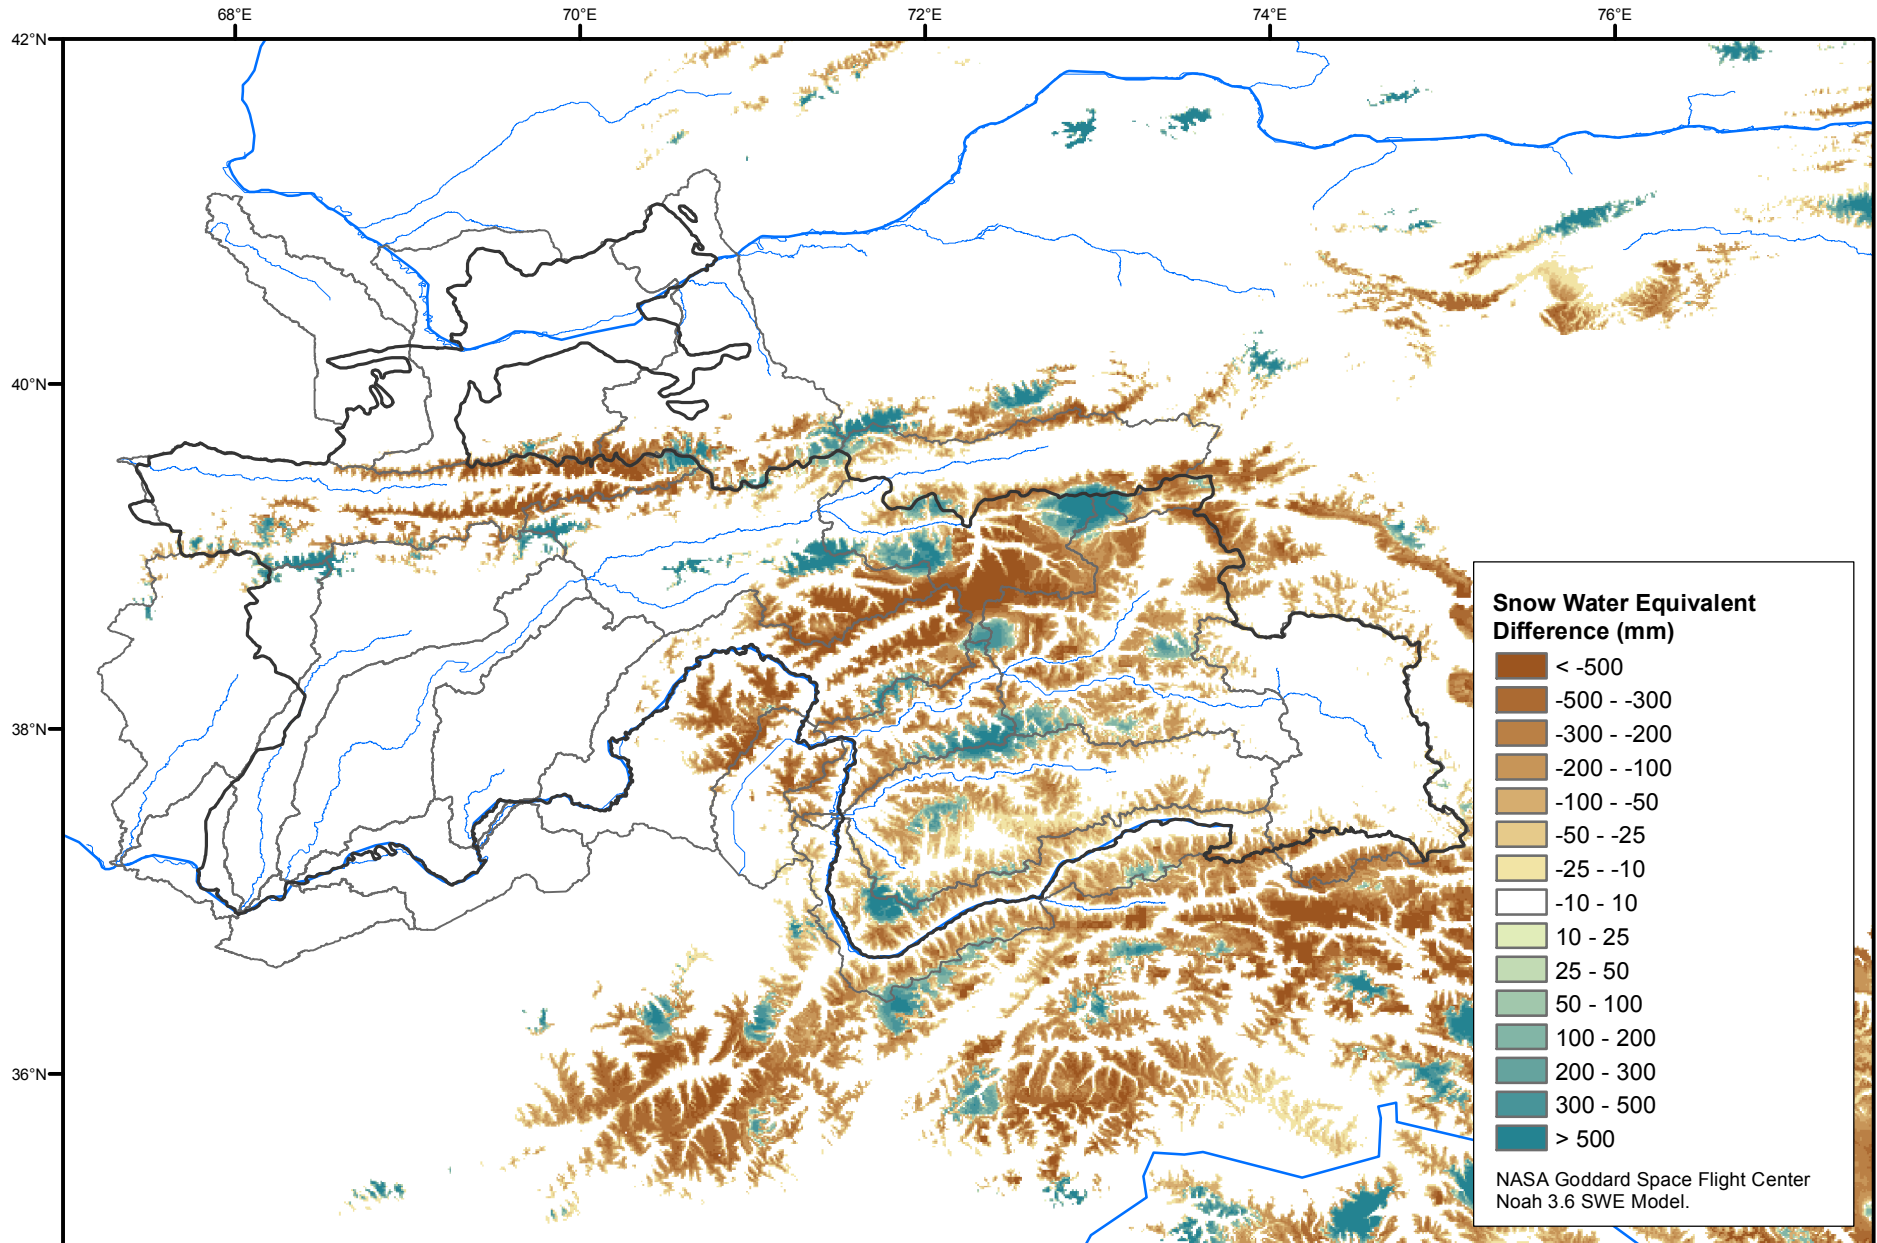 68°E
70°E
72°E
74°E
76°E
42°N
40°N
38°N
36°N
Snow Water Equivalent
Difference (mm)
< -500
-500 - -300
-300 - -200
-200 - -100
-100 - -50
-50 - -25
-25 - -10
-10 - 10
10 - 25
25 - 50
50 - 100
100 - 200
200 - 300
300 - 500
> 500
NASA Goddard Space Flight Center
Noah 3.6 SWE Model.